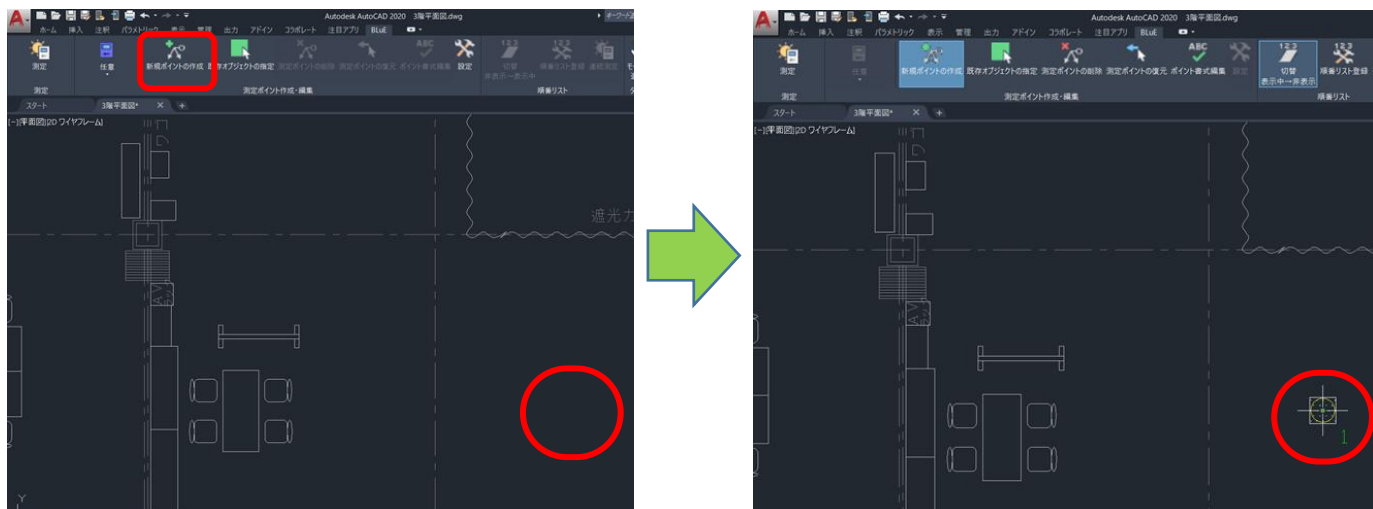 Autodesk AutoCAD 2020 3階平面図.dwg
ホーム 挿入 注釈 パラメトリック 表示 管理 出力 アドイン コラボレート 注目アプリ BLuE
測定 任意 新規ポイントの作成 既存オブジェクトの指定 測定ポイントの削除 測定ポイントの復元 ポイント書式編集 設定 切替 順番リスト登録 連続測定
非表示→表示中
測定 測定ポイント作成・編集 順番リスト
スタート 3階平面図*
[-][平面図][2D ワイヤフレーム]
遮光カ
AV
Y
Autodesk AutoCAD 2020 3階平面図.dwg
ホーム 挿入 注釈 パラメトリック 表示 管理 出力 アドイン コラボレート 注目アプリ BLuE
測定 任意 新規ポイントの作成 既存オブジェクトの指定 測定ポイントの削除 測定ポイントの復元 ポイント書式編集 設定 切替 順番リスト登録
表示中→非表示
測定 測定ポイント作成・編集 順番リスト
スタート 3階平面図*
[-][平面図][2D ワイヤフレーム]
AV
1